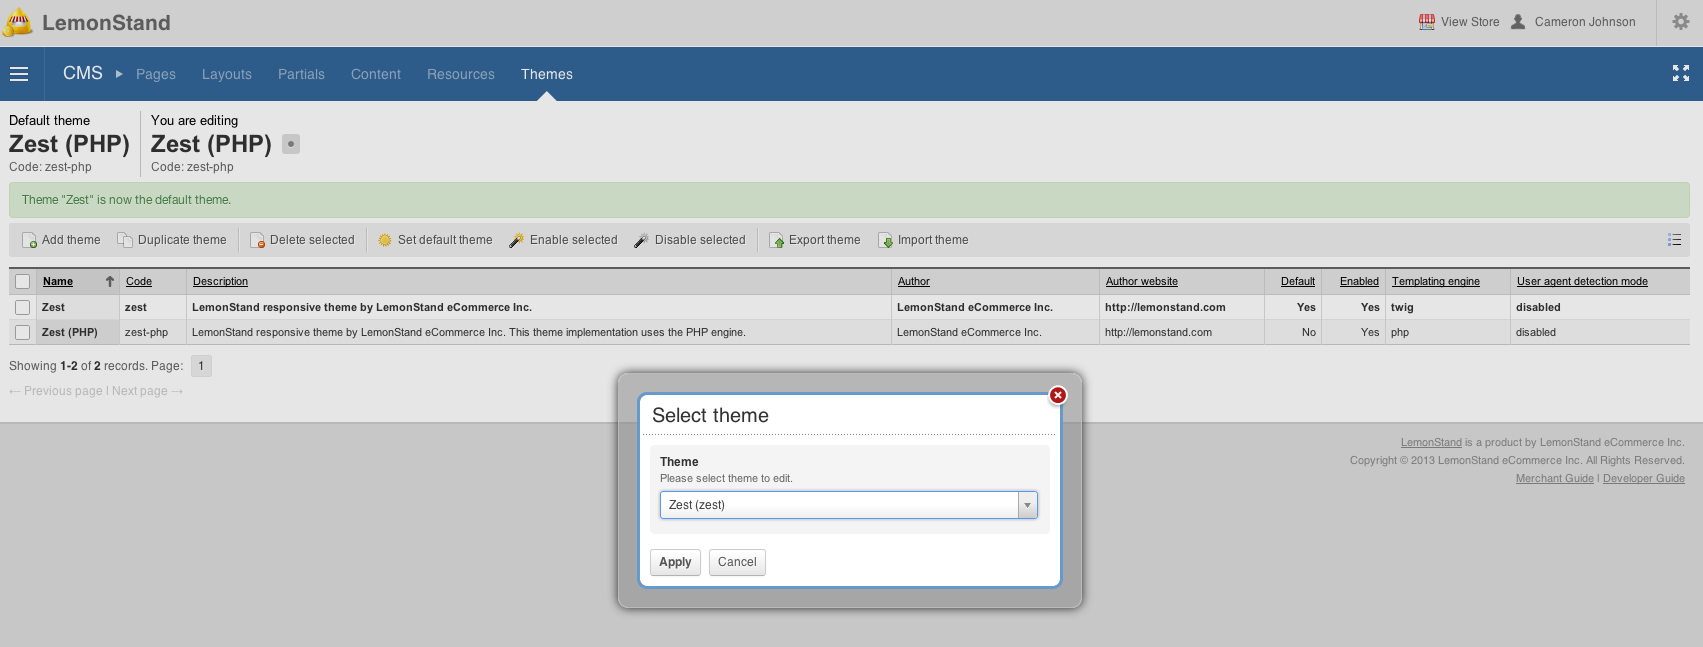 LemonStand
View Store
Cameron Johnson
CMS
Pages
Layouts
Partials
Content
Resources
Themes
Default theme
Zest (PHP)
Code: zest-php
You are editing
Zest (PHP)
Code: zest-php
Theme "Zest" is now the default theme.
Add theme
Duplicate theme
Delete selected
Set default theme
Enable selected
Disable selected
Export theme
Import theme
Name Code Description Author Author website Default Enabled Templating engine User agent detection mode
Zest zest LemonStand responsive theme by LemonStand eCommerce Inc. LemonStand eCommerce Inc. http://lemonstand.com Yes Yes twig disabled
Zest (PHP) zest-php LemonStand responsive theme by LemonStand eCommerce Inc. This theme implementation uses the PHP engine. LemonStand eCommerce Inc. http://lemonstand.com No Yes php disabled
Showing 1-2 of 2 records. Page: 1
← Previous page | Next page →
Select theme
Theme
Please select theme to edit.
Zest (zest)
Apply
Cancel
LemonStand is a product by LemonStand eCommerce Inc.
Copyright © 2013 LemonStand eCommerce Inc. All Rights Reserved.
Merchant Guide | Developer Guide